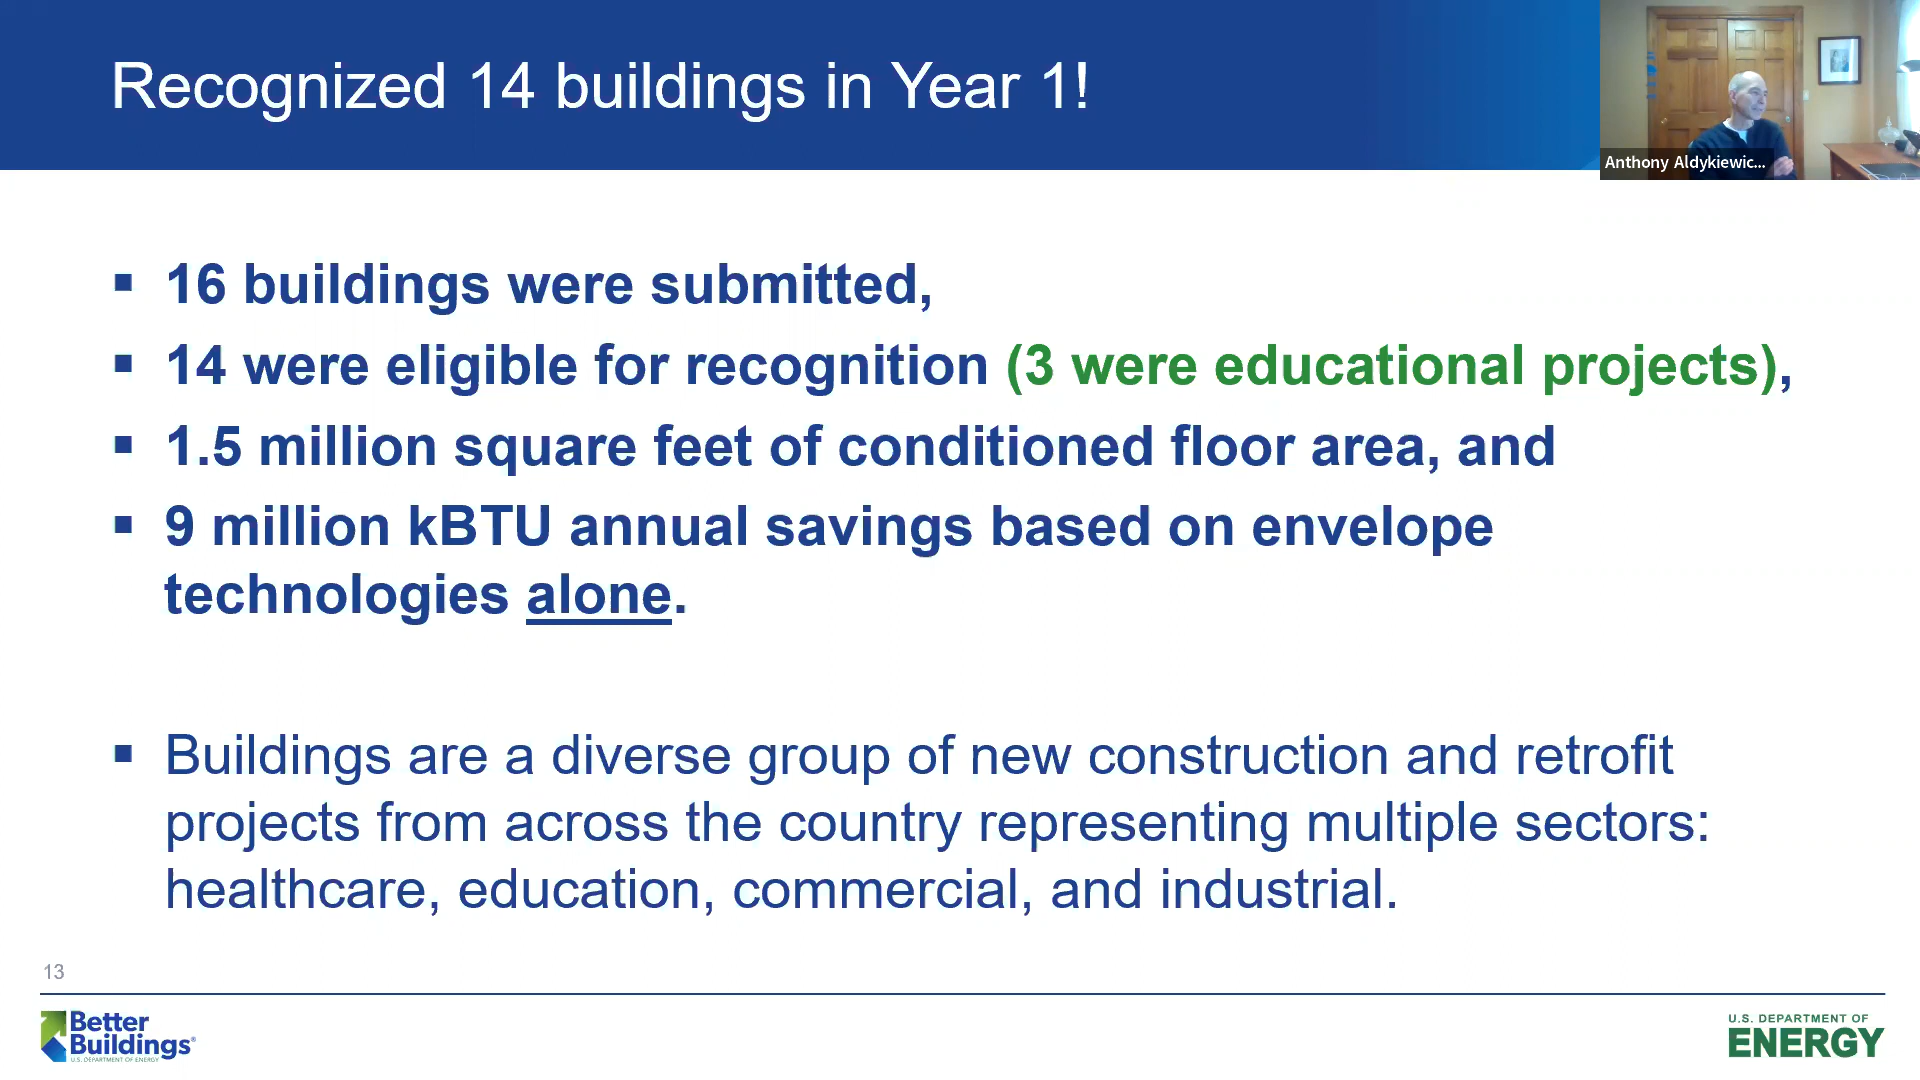 Recognized 14 buildings in Year 1!
Anthony Aldykiewic...
▪ 16 buildings were submitted,
▪ 14 were eligible for recognition (3 were educational projects),
▪ 1.5 million square feet of conditioned floor area, and
▪ 9 million kBTU annual savings based on envelope
technologies alone.
▪ Buildings are a diverse group of new construction and retrofit
projects from across the country representing multiple sectors:
healthcare, education, commercial, and industrial.
13
Better
Buildings®
U.S. DEPARTMENT OF ENERGY
U.S. DEPARTMENT OF
ENERGY